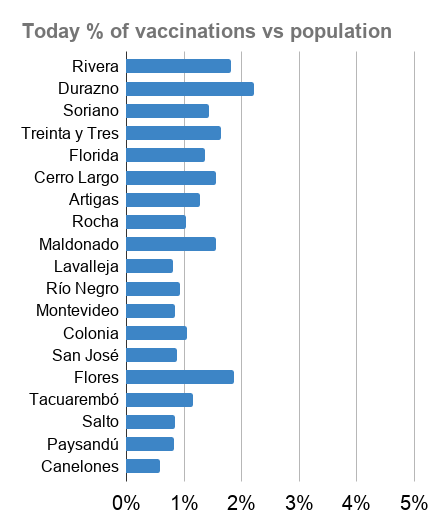 Today % of vaccinations vs population
Rivera
Durazno
Soriano
Treinta y Tres
Florida
Cerro Largo
Artigas
Rocha
Maldonado
Lavalleja
Río Negro
Montevideo
Colonia
San José
Flores
Tacuarembó
Salto
Paysandú
Canelones
0% 1% 2% 3% 4% 5%